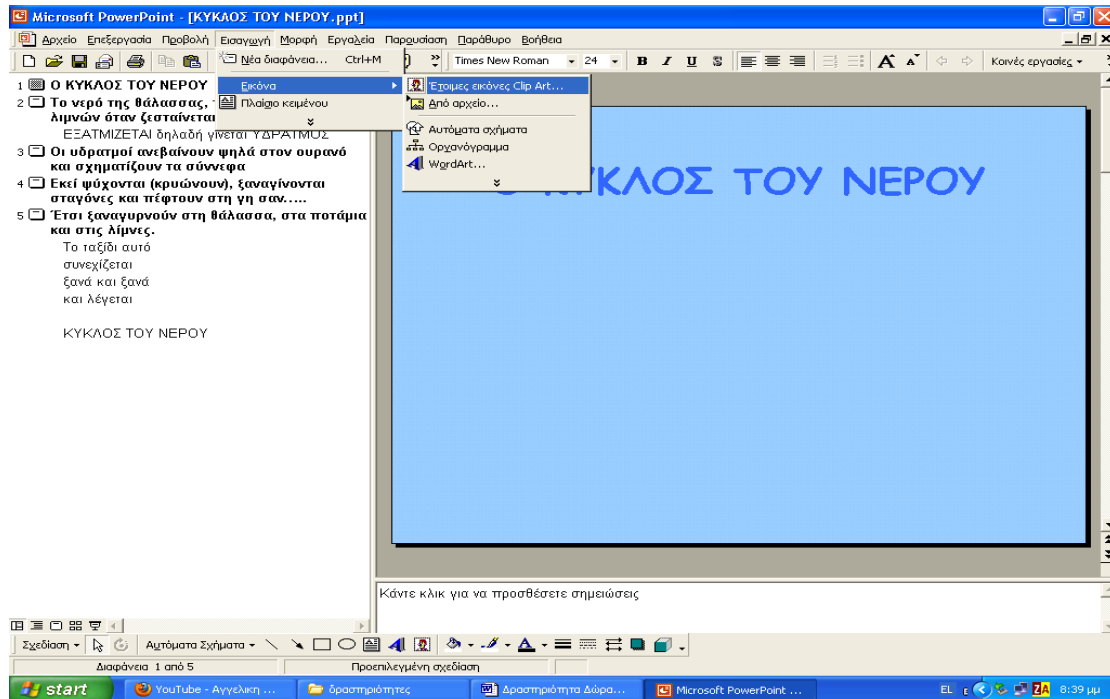 Microsoft PowerPoint - [ΚΥΚΛΟΣ ΤΟΥ ΝΕΡΟΥ.ppt]
Αρχείο Επεξεργασία Προβολή Εισαγωγή Μορφή Εργαλεία Παρουσίαση Παράθυρο Βοήθεια
Times New Roman 24 B I U S Κοινές εργασίες
Νέα διαφάνεια... Ctrl+M
Εικόνα
Πλαίσιο κειμένου
Έτοιμες εικόνες Clip Art...
Από αρχείο...
Αυτόματα σχήματα
Οργανόγραμμα
WordArt...
1 Ο ΚΥΚΛΟΣ ΤΟΥ ΝΕΡΟΥ
2 Το νερό της θάλασσας,
λιμνών όταν ζεσταίνεται
ΕΞΑΤΜΙΖΕΤΑΙ δηλαδή γίνεται ΥΔΡΑΤΜΟΣ
3 Οι υδρατμοί ανεβαίνουν ψηλά στον ουρανό
και σχηματίζουν τα σύννεφα
4 Εκεί ψύχονται (κρυώνουν), ξαναγίνονται
σταγόνες και πέφτουν στη γη σαν.....
5 Έτσι ξαναγυρνούν στη θάλασσα, στα ποτάμια
και στις λίμνες.
Το ταξίδι αυτό
συνεχίζεται
ξανά και ξανά
και λέγεται
ΚΥΚΛΟΣ ΤΟΥ ΝΕΡΟΥ
ΚΥΚΛΟΣ ΤΟΥ ΝΕΡΟΥ
Κάντε κλικ για να προσθέσετε σημειώσεις
Σχεδίαση Αυτόματα Σχήματα
Διαφάνεια 1 από 5 Προεπιλεγμένη σχεδίαση
start YouTube - Αγγελικη ... δραστηριότητες Δραστηριότητα Δώρα... Microsoft PowerPoint ... EL 8:39 μμ